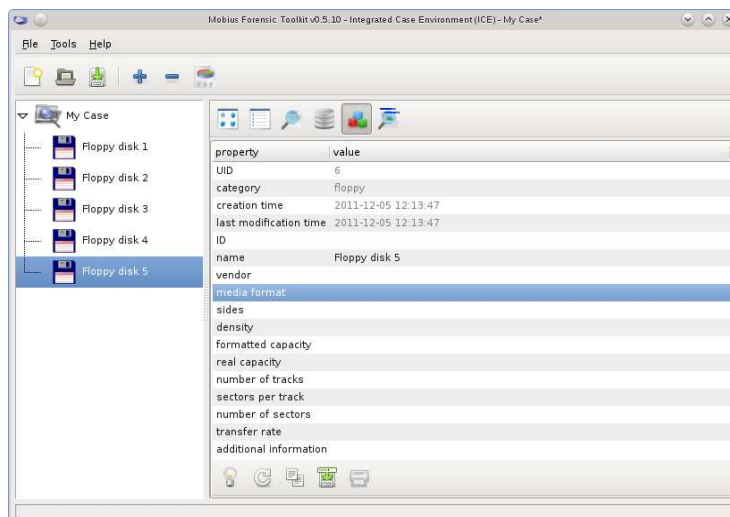 Mobius Forensic Toolkit v0.5.10 - Integrated Case Environment (ICE) - My Case*
File Tools Help
My Case
Floppy disk 1
Floppy disk 2
Floppy disk 3
Floppy disk 4
Floppy disk 5
property value
UID 6
category floppy
creation time 2011-12-05 12:13:47
last modification time 2011-12-05 12:13:47
ID
name Floppy disk 5
vendor
media format
sides
density
formatted capacity
real capacity
number of tracks
sectors per track
number of sectors
transfer rate
additional information